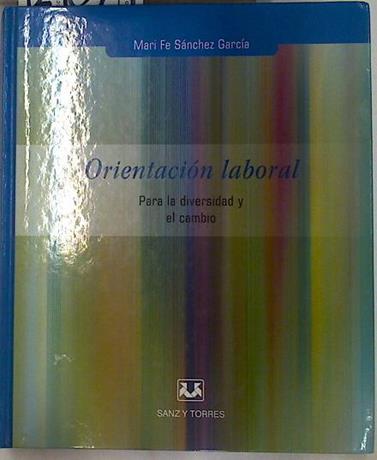 Mari Fe Sánchez García
Orientación laboral
Para la diversidad y
el cambio
SANZ Y TORRES